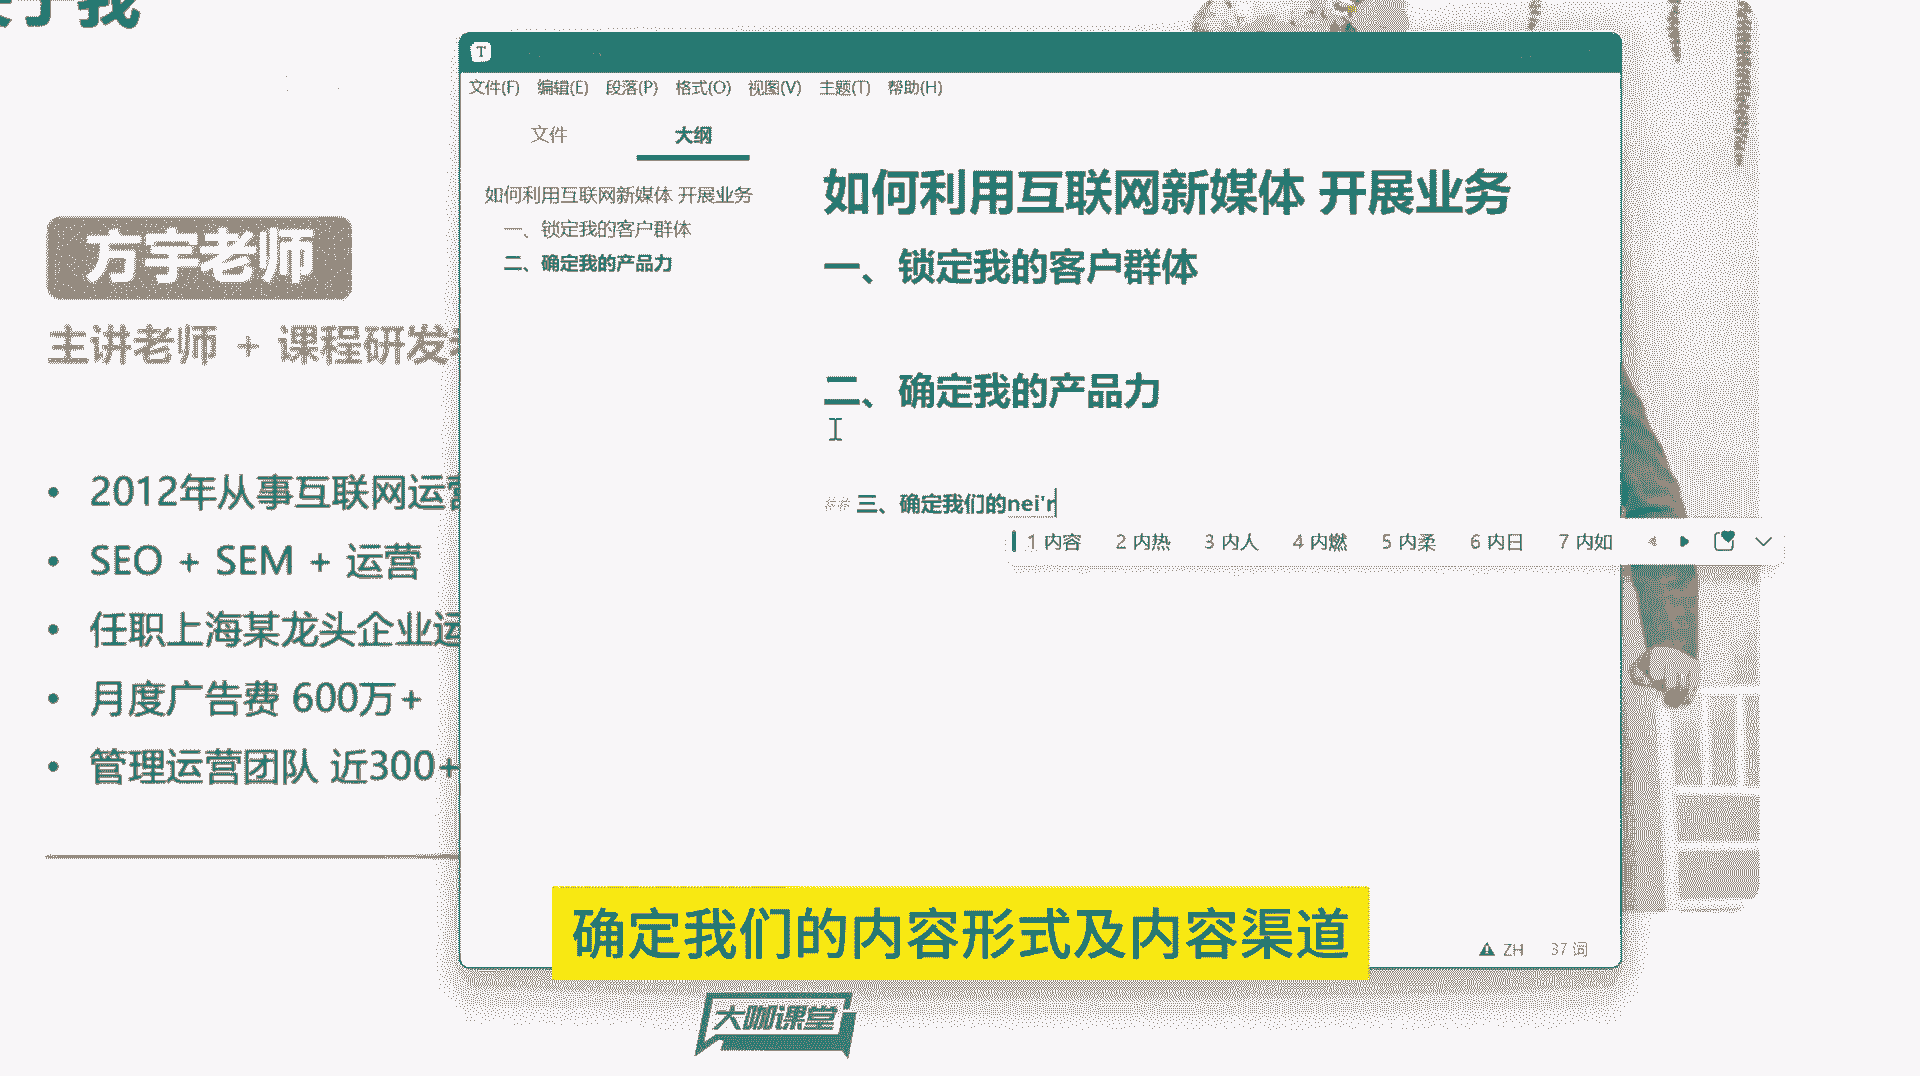 于我
方宇老师
主讲老师 + 课程研发
• 2012年从事互联网运营
• SEO + SEM + 运营
• 任职上海某龙头企业运
• 月度广告费 600万+
• 管理运营团队 近300+
T
文件(F) 编辑(E) 段落(P) 格式(O) 视图(V) 主题(T) 帮助(H)
文件 大纲
如何利用互联网新媒体 开展业务
一、锁定我的客户群体
二、确定我的产品力
如何利用互联网新媒体 开展业务
一、锁定我的客户群体
二、确定我的产品力
## 三、确定我们的nei'r
1 内容 2 内热 3 内人 4 内燃 5 内柔 6 内日 7 内如
ZH 37 词
确定我们的内容形式及内容渠道
大咖课堂